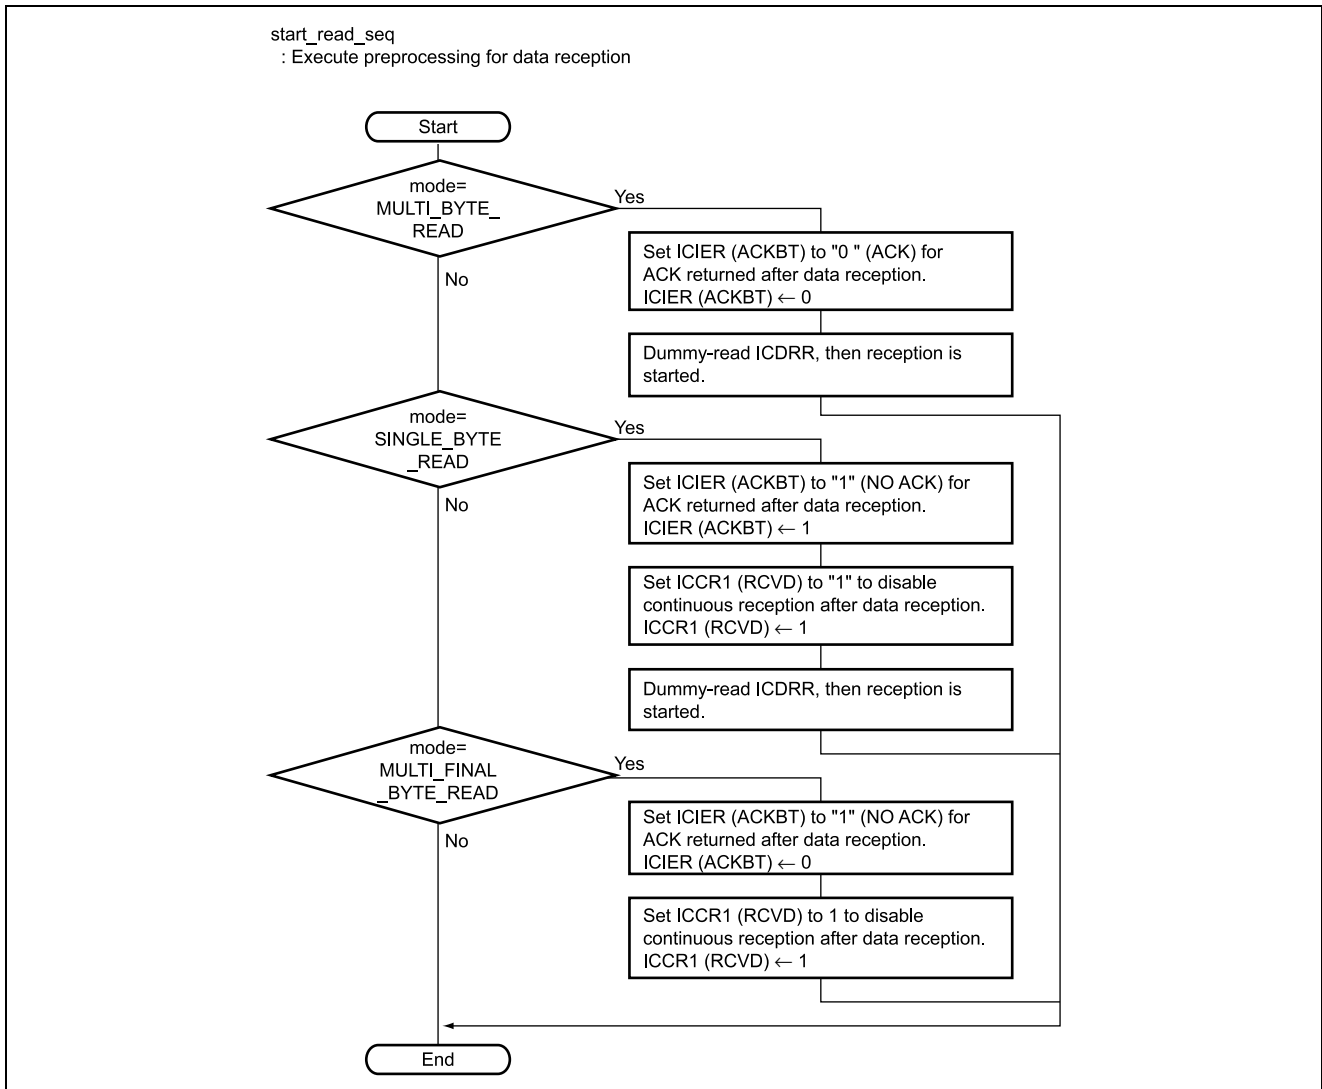 start_read_seq
: Execute preprocessing for data reception
Start
mode=
MULTI_BYTE_
READ
Yes
No
Set ICIER (ACKBT) to "0 " (ACK) for
ACK returned after data reception.
ICIER (ACKBT) ← 0
Dummy-read ICDRR, then reception is
started.
mode=
SINGLE_BYTE
_READ
Yes
No
Set ICIER (ACKBT) to "1" (NO ACK) for
ACK returned after data reception.
ICIER (ACKBT) ← 1
Set ICCR1 (RCVD) to "1" to disable
continuous reception after data reception.
ICCR1 (RCVD) ← 1
Dummy-read ICDRR, then reception is
started.
mode=
MULTI_FINAL
_BYTE_READ
Yes
No
Set ICIER (ACKBT) to "1" (NO ACK) for
ACK returned after data reception.
ICIER (ACKBT) ← 0
Set ICCR1 (RCVD) to 1 to disable
continuous reception after data reception.
ICCR1 (RCVD) ← 1
End